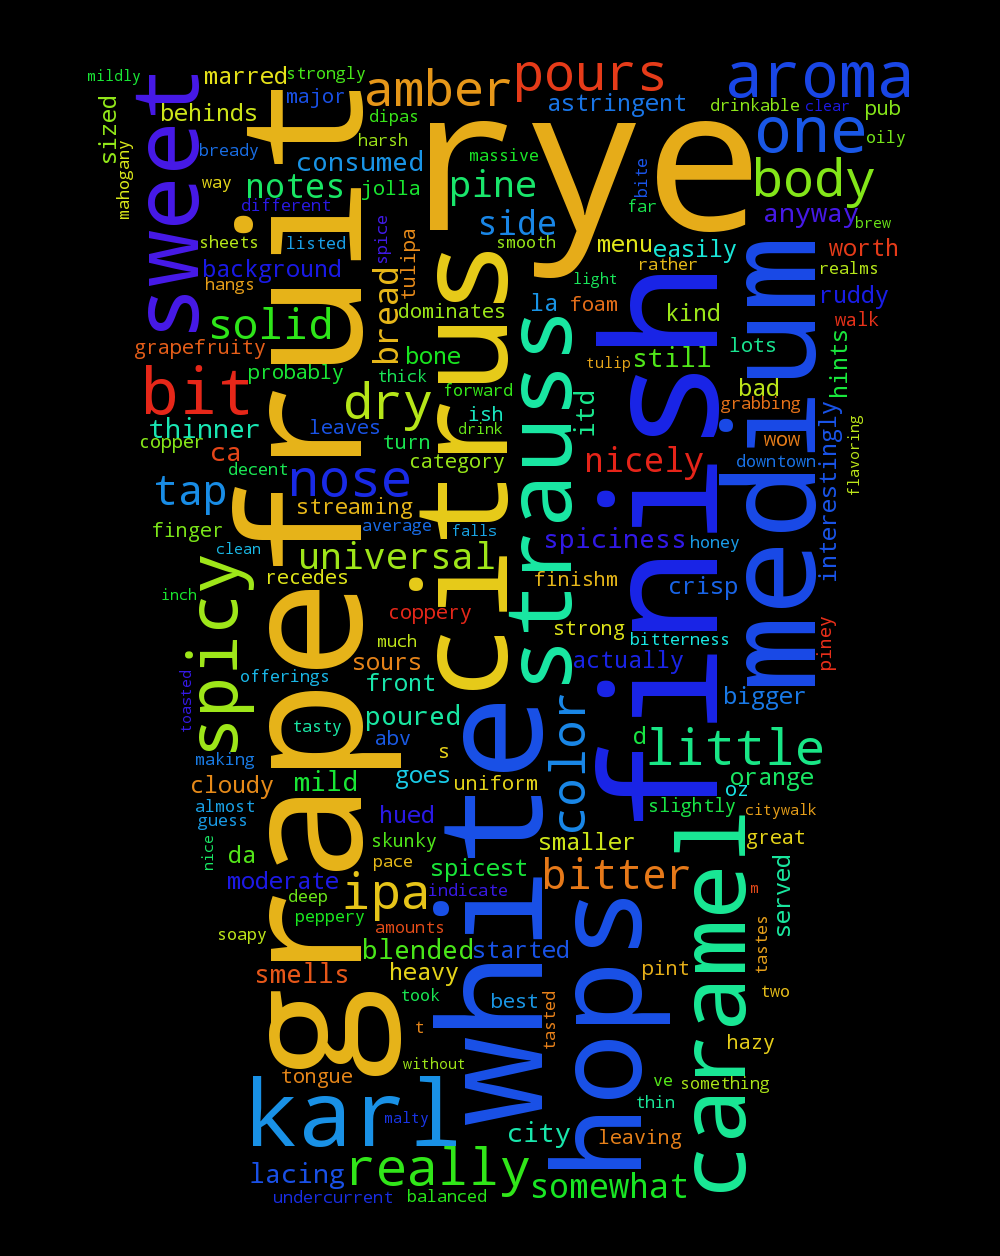 mildly
marred
strongly
amber
pours
aroma
sized
sweet
behinds
major
dipas
astringent
drinkable
clear
pub
one
oily
mahogany
bready
grapefruit
harsh
rye
consumed
massive
bite
body
way
notes
jolla
pine
far
different
side
anyway
brew
sheets
listed
spice
tulipa
smooth
menu
easily
medium
worth
background
hangs
bread
citrus
light
rather
finish
realms
la
foam
kind
ruddy
solid
dominates
strauss
walk
grapefruity
probably
bone
tulip
still
lots
hints
bit
thick
forward
bad
dry
ish
itd
grabbing
thinner
leaves
drink
copper
turn
wow
interestingly
flavoring
ca
category
nicely
downtown
decent
tap
nose
streaming
finger
average
falls
spiciness
honey
clean
universal
spicy
recedes
finishm
crisp
inch
coppery
strong
bitterness
piney
much
sours
actually
toasted
offerings
front
bigger
tasty
poured
white
color
abv
d
little
making
s
cloudy
mild
goes
uniform
orange
oz
almost
guess
hued
slightly
citywalk
nice
da
skunky
smaller
caramel
great
pace
spicest
bitter
moderate
deep
ipa
indicate
m
served
peppery
hops
soapy
amounts
blended
started
tastes
smells
heavy
pint
took
best
tasted
two
t
hazy
without
tongue
ve
something
karl
malty
thin
city
leaving
lacing
really
somewhat
undercurrent
balanced